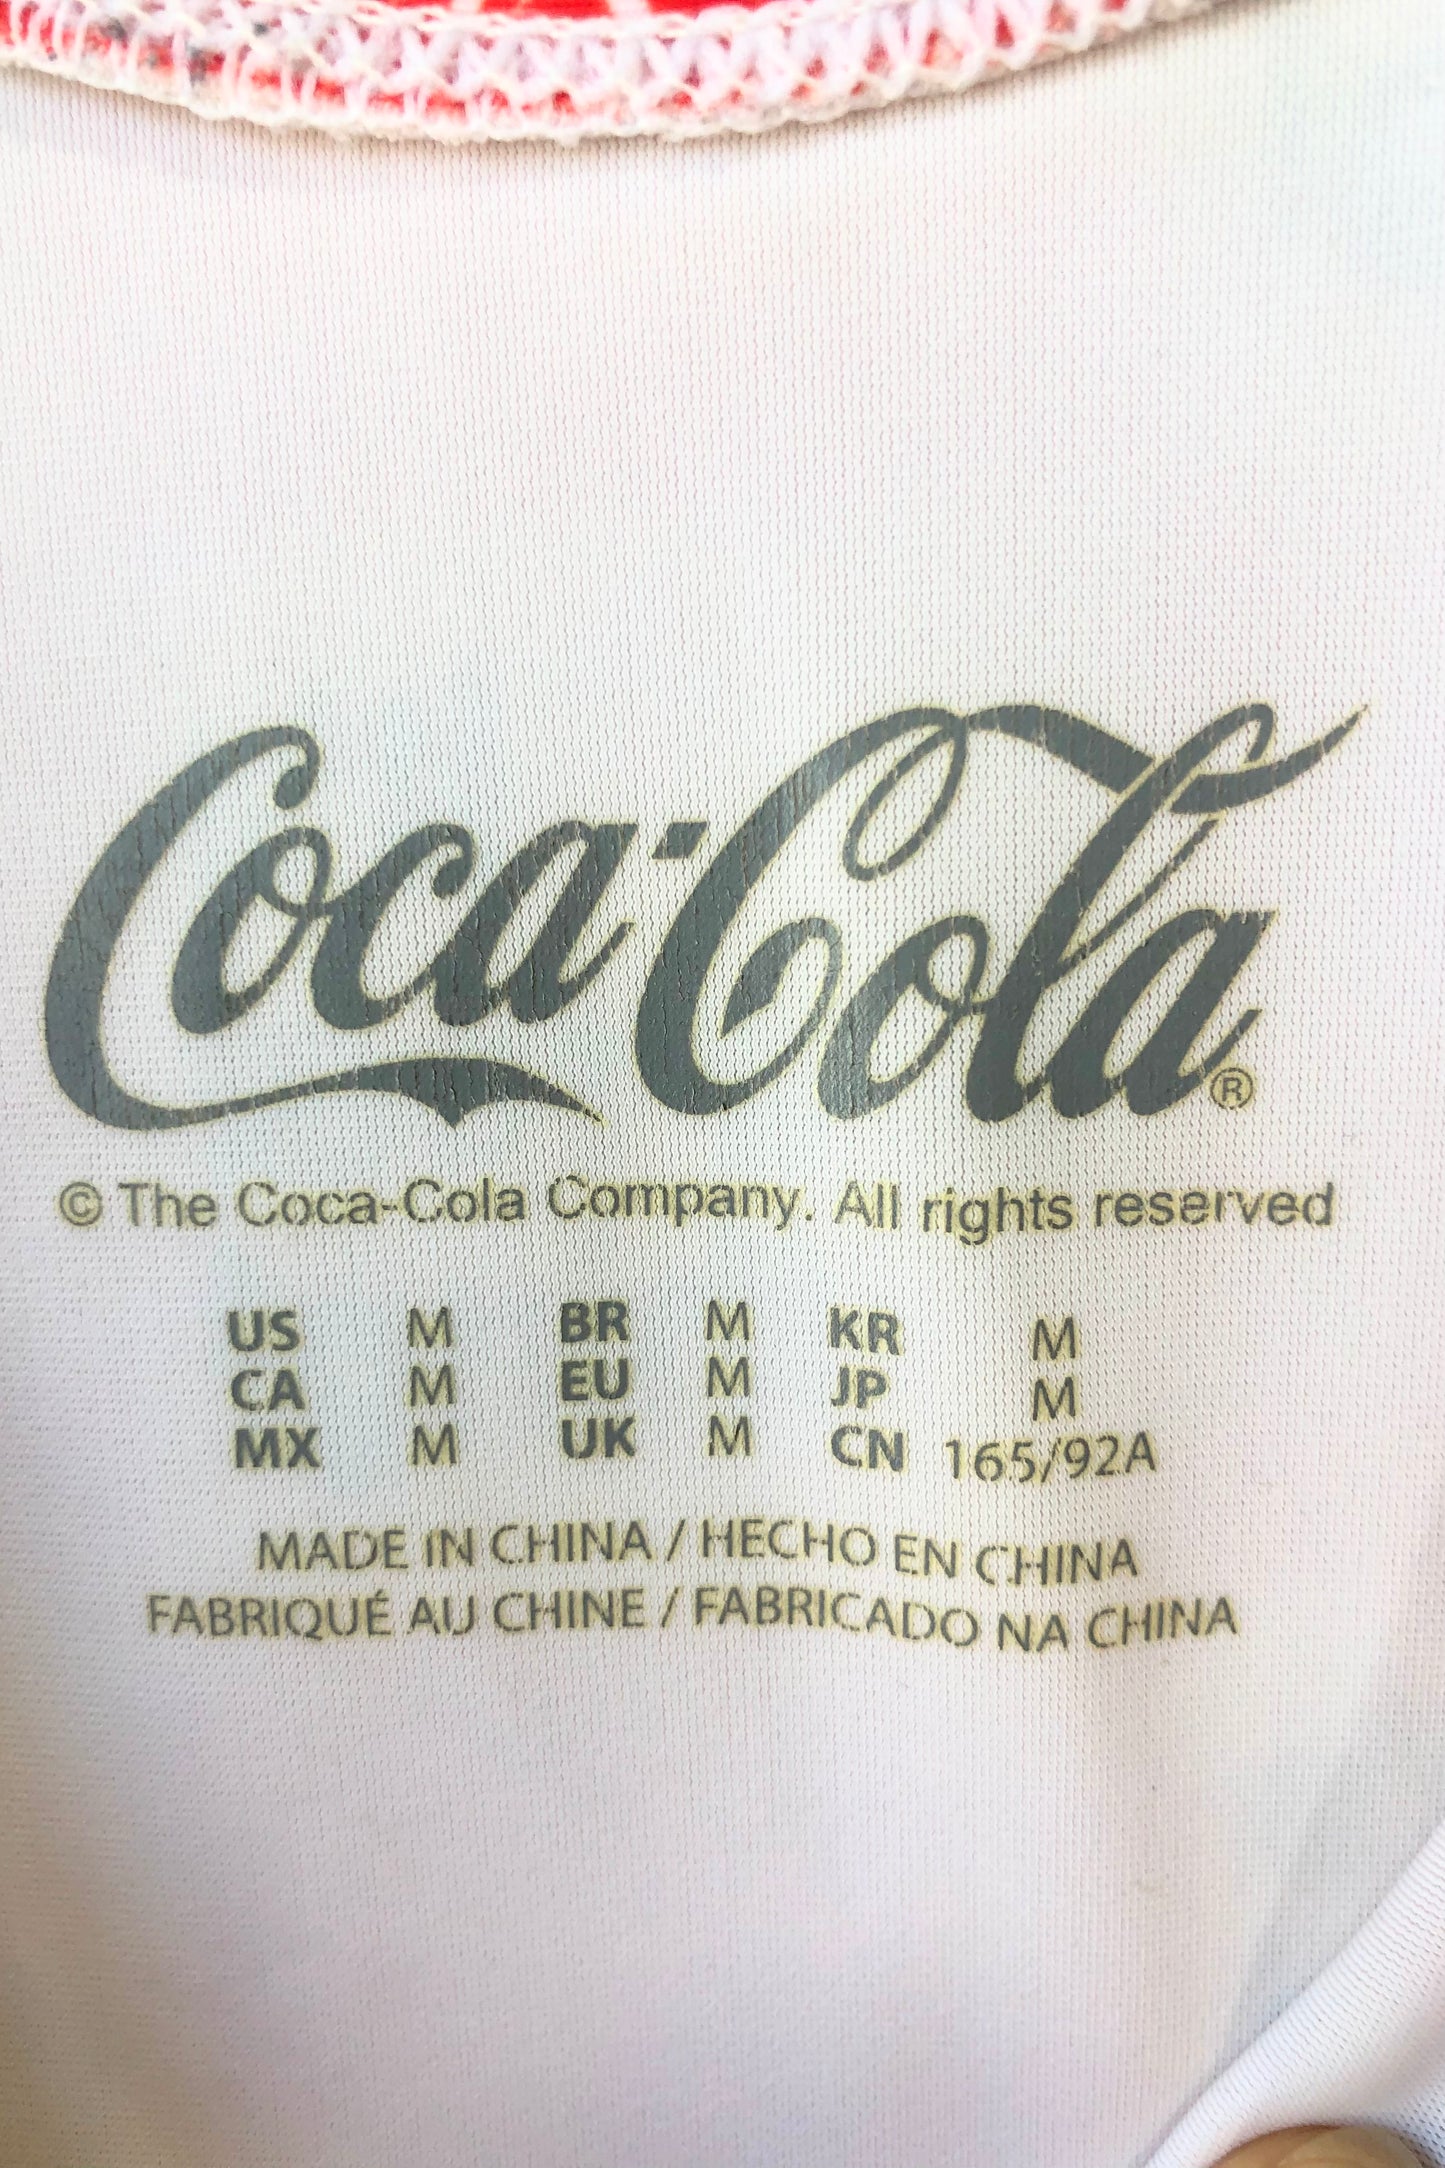 Coca-Cola®
© The Coca-Cola Company. All rights reserved
US M BR M KR M
CA M EU M JP M
MX M UK M CN 165/92A
MADE IN CHINA / HECHO EN CHINA
FABRIQUÉ AU CHINE / FABRICADO NA CHINA